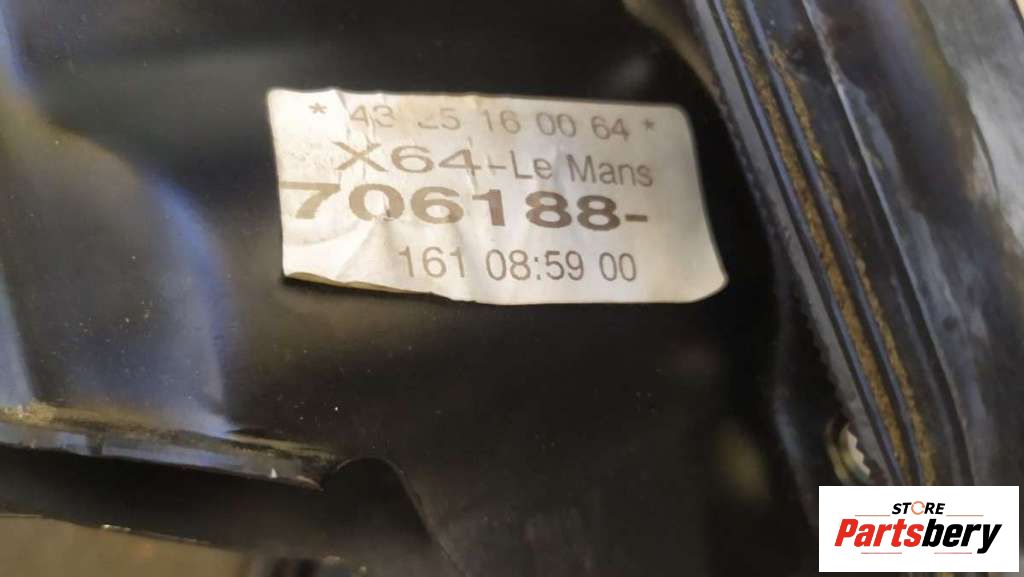 * 43 25 16 00 64 *
X64-Le Mans
706188-
161 08:59 00
STORE
Partsbery